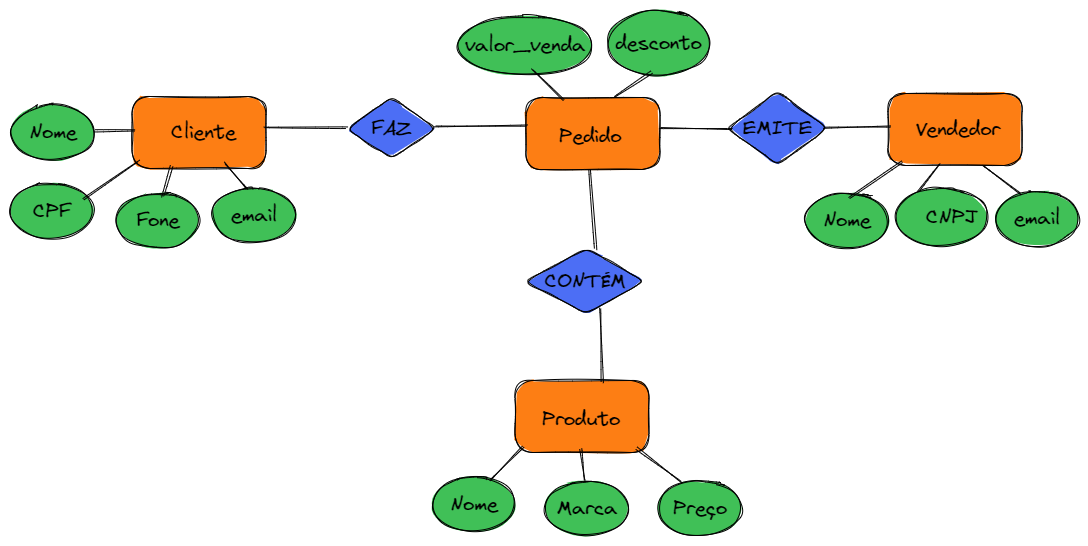 valor_venda
desconto
Nome
Cliente
FAZ
Pedido
EMITE
Vendedor
CPF
Fone
email
Nome
CNPJ
email
CONTÉM
Produto
Nome
Marca
Preço